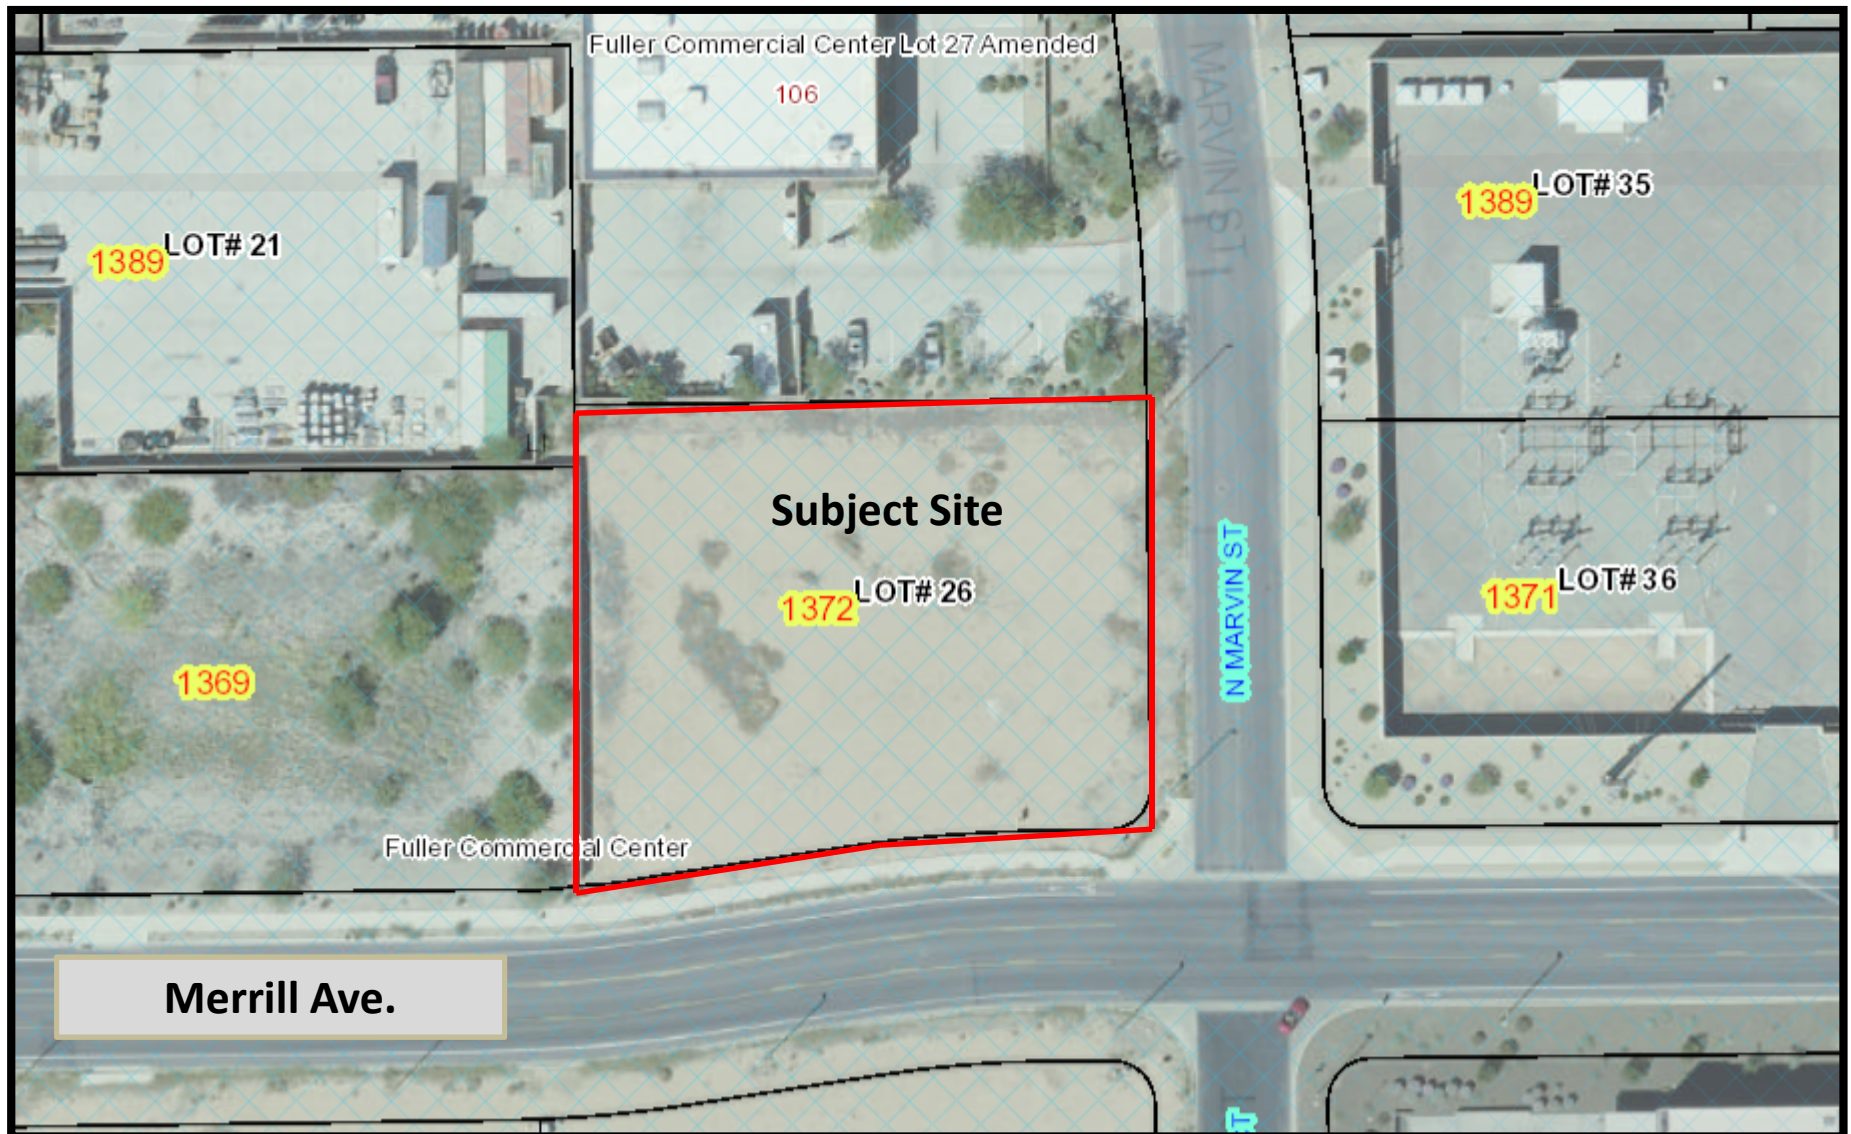 Fuller Commercial Center Lot 27 Amended
106
MARVIN ST
1389 LOT# 35
1389 LOT# 21
Subject Site
1372 LOT# 26
N MARVIN ST
1371 LOT# 36
1369
Fuller Commercial Center
Merrill Ave.
ST